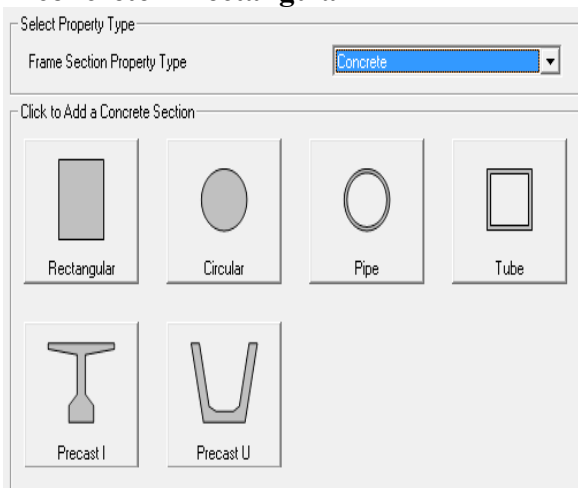 Select Property Type
Frame Section Property Type Concrete
Click to Add a Concrete Section
Rectangular Circular Pipe Tube
Precast I Precast U